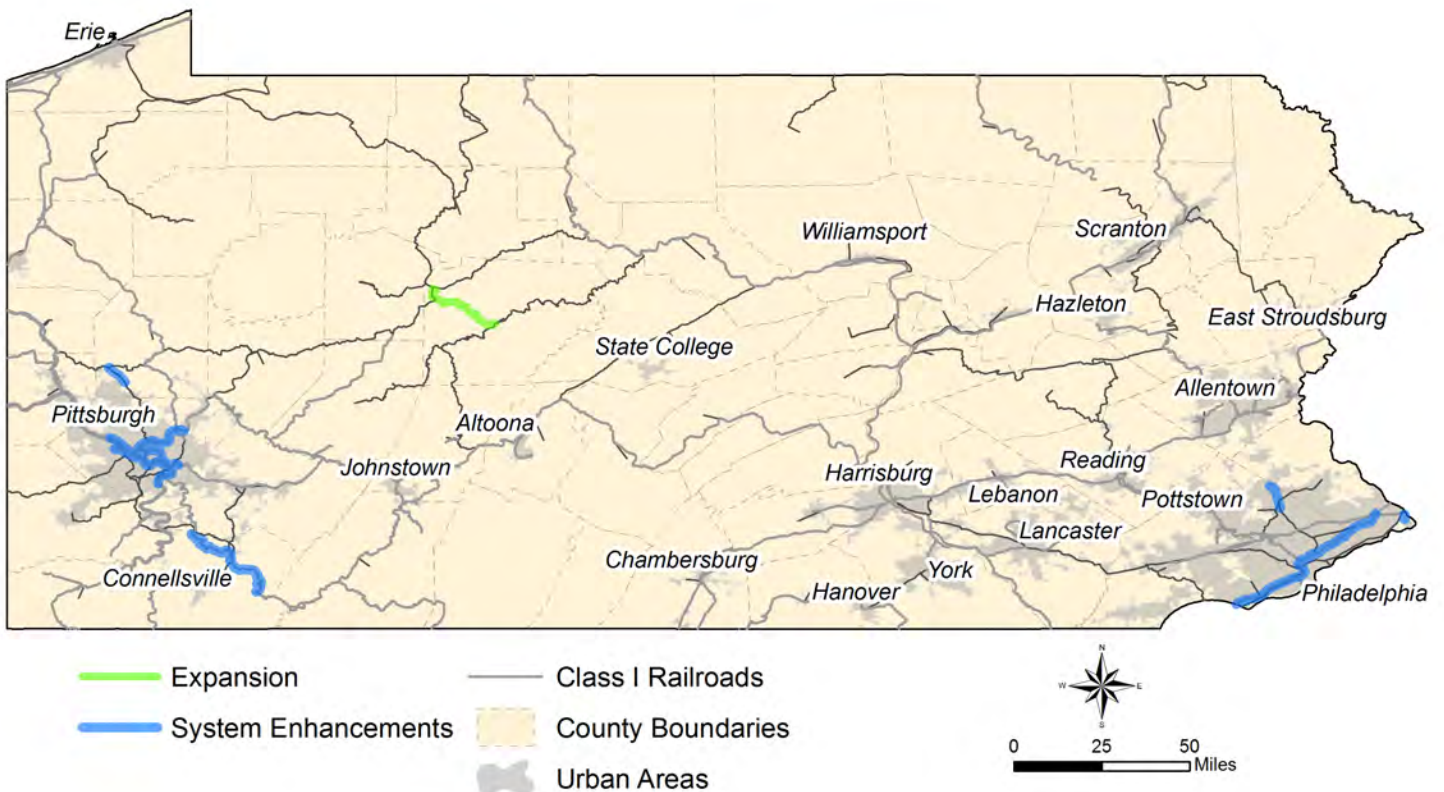 Erie
Williamsport
Scranton
Hazleton
East Stroudsburg
State College
Allentown
Pittsburgh
Altoona
Johnstown
Harrisburg
Reading
Lebanon
Pottstown
Lancaster
Chambersburg
Connellsville
York
Hanover
Philadelphia
Expansion
System Enhancements
Class I Railroads
County Boundaries
Urban Areas
N
W
E
S
0 25 50
Miles